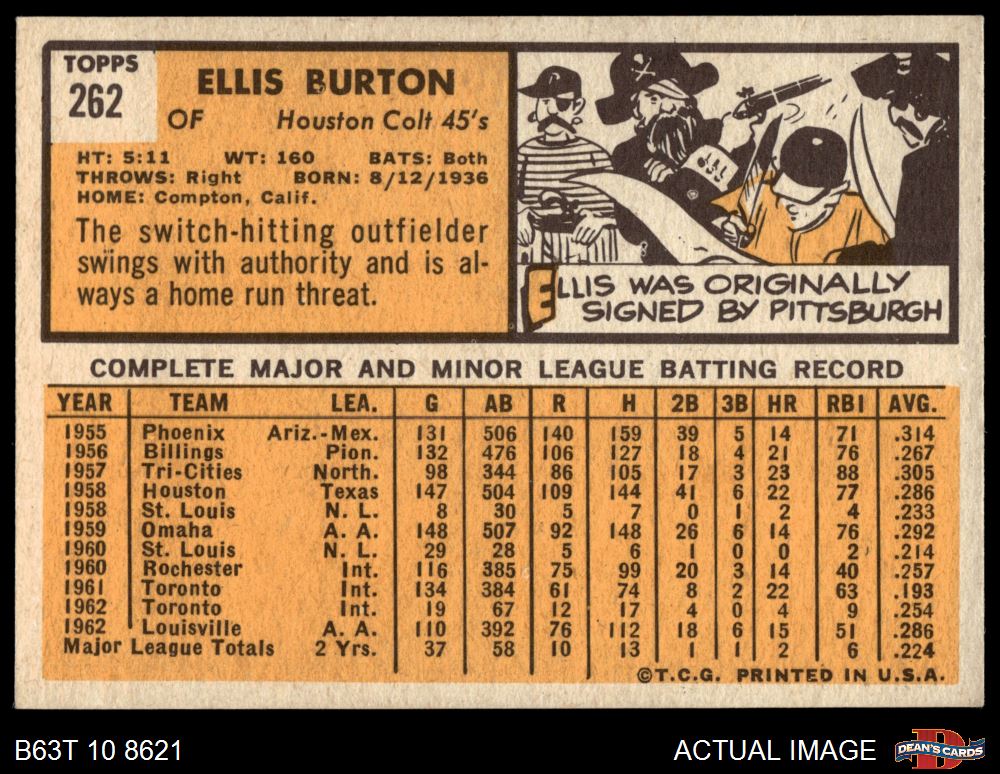 TOPPS
262
ELLIS BURTON
OF Houston Colt 45's
HT: 5:11 WT: 160 BATS: Both
THROWS: Right BORN: 8/12/1936
HOME: Compton, Calif.
The switch-hitting outfielder
swings with authority and is al-
ways a home run threat.
ELLIS WAS ORIGINALLY
SIGNED BY PITTSBURGH
COMPLETE MAJOR AND MINOR LEAGUE BATTING RECORD
YEAR TEAM LEA. G AB R H 2B 3B HR RBI AVG.
1955 Phoenix Ariz.-Mex. 131 506 140 159 39 5 14 71 .314
1956 Billings Pion. 132 476 106 127 18 4 21 76 .267
1957 Tri-Cities North. 98 344 86 105 17 3 23 88 .305
1958 Houston Texas 147 504 109 144 41 6 22 77 .286
1958 St. Louis N. L. 8 30 5 7 0 1 2 4 .233
1959 Omaha A. A. 148 507 92 148 26 6 14 76 .292
1960 St. Louis N. L. 29 28 5 6 1 0 0 2 .214
1960 Rochester Int. 116 385 75 99 20 3 14 40 .257
1961 Toronto Int. 134 384 61 74 8 2 22 63 .193
1962 Toronto Int. 19 67 12 17 4 0 4 9 .254
1962 Louisville A. A. 110 392 76 112 18 6 15 51 .286
Major League Totals 2 Yrs. 37 58 10 13 1 1 2 6 .224
©T.C.G. PRINTED IN U.S.A.
B63T 10 8621 ACTUAL IMAGE DEAN'S CARDS